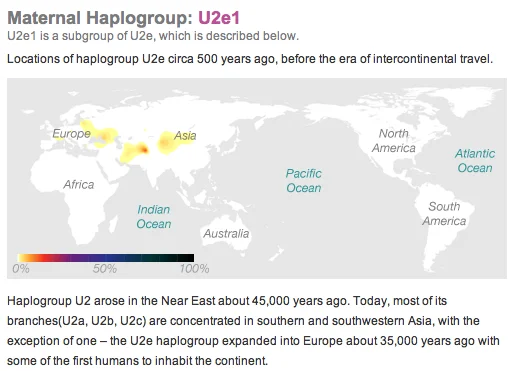 Maternal Haplogroup: U2e1
U2e1 is a subgroup of U2e, which is described below.
Locations of haplogroup U2e circa 500 years ago, before the era of intercontinental travel.
Europe
Asia
North
America
Atlantic
Ocean
Pacific
Ocean
Africa
Indian
Ocean
South
America
Australia
0%
50%
100%
Haplogroup U2 arose in the Near East about 45,000 years ago. Today, most of its
branches(U2a, U2b, U2c) are concentrated in southern and southwestern Asia, with the
exception of one – the U2e haplogroup expanded into Europe about 35,000 years ago with
some of the first humans to inhabit the continent.